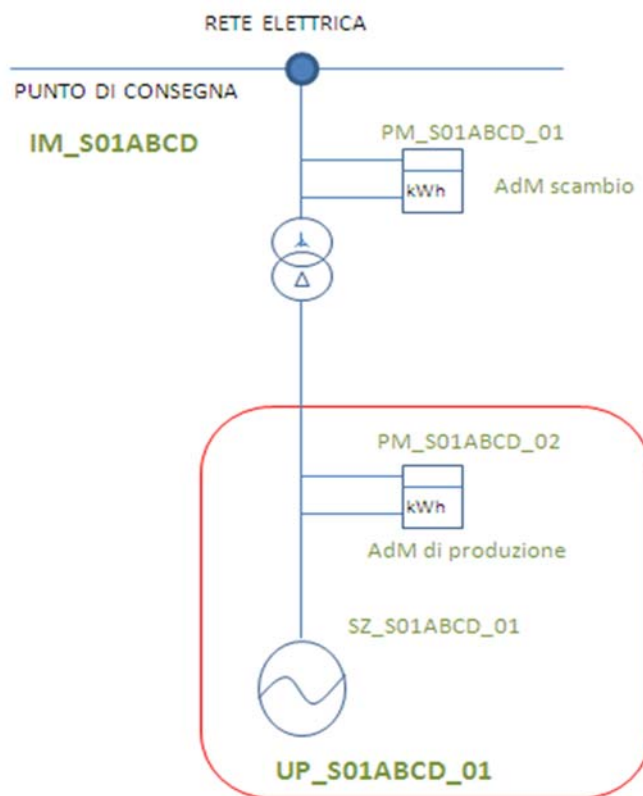 RETE ELETTRICA
PUNTO DI CONSEGNA
IM_S01ABCD
PM_S01ABCD_01
kWh
AdM scambio
PM_S01ABCD_02
kWh
AdM di produzione
SZ_S01ABCD_01
UP_S01ABCD_01